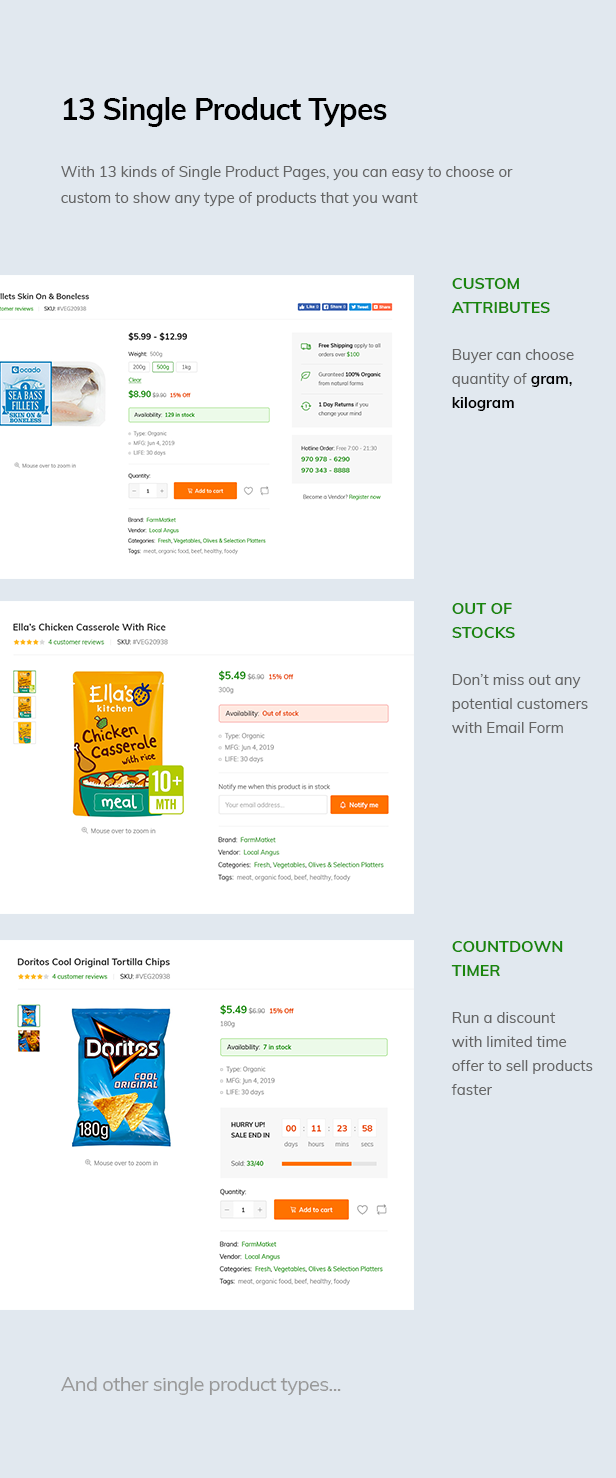 13 Single Product Types
With 13 kinds of Single Product Pages, you can easy to choose or
custom to show any type of products that you want
llets Skin On & Boneless
omer reviews SKU: #VEG20938
Like 0 Share 0 Tweet Share
$5.99 - $12.99
Weight: 500g
200g 500g 1kg
Clear
$8.90 $9.90 15% Off
Availability: 129 in stock
Type: Organic
MFG: Jun 4, 2019
LIFE: 30 days
Quantity:
− 1 + Add to cart
Brand: FarmMatket
Vendor: Local Angus
Categories: Fresh, Vegetables, Olives & Selection Platters
Tags: meat, organic food, beef, healthy, foody
ocado
SEA BASS
FILLETS
SKIN ON &
BONELESS
Mouse over to zoom in
Free Shipping apply to all
orders over $100
Guranteed 100% Organic
from natural farms
1 Day Returns if you
change your mind
Hotline Order: Free 7:00 - 21:30
970 978 - 6290
970 343 - 8888
Become a Vendor? Register now
CUSTOM
ATTRIBUTES
Buyer can choose
quantity of gram,
kilogram
Ella's Chicken Casserole With Rice
4 customer reviews SKU: #VEG20938
Ella's
kitchen
Chicken
Casserole
with rice
10+
MTH
meal
Mouse over to zoom in
$5.49 $6.90 15% Off
300g
Availability: Out of stock
Type: Organic
MFG: Jun 4, 2019
LIFE: 30 days
Notify me when this product is in stock
Your email address... Notify me
Brand: FarmMatket
Vendor: Local Angus
Categories: Fresh, Vegetables, Olives & Selection Platters
Tags: meat, organic food, beef, healthy, foody
OUT OF
STOCKS
Don't miss out any
potential customers
with Email Form
Doritos Cool Original Tortilla Chips
4 customer reviews SKU: #VEG20938
Doritos
COOL
ORIGINAL
180g
Mouse over to zoom in
$5.49 $6.90 15% Off
180g
Availability: 7 in stock
Type: Organic
MFG: Jun 4, 2019
LIFE: 30 days
HURRY UP!
SALE END IN
00 : 11 : 23 : 58
days hours mins secs
Sold: 33/40
Quantity:
− 1 + Add to cart
Brand: FarmMatket
Vendor: Local Angus
Categories: Fresh, Vegetables, Olives & Selection Platters
Tags: meat, organic food, beef, healthy, foody
COUNTDOWN
TIMER
Run a discount
with limited time
offer to sell products
faster
And other single product types...